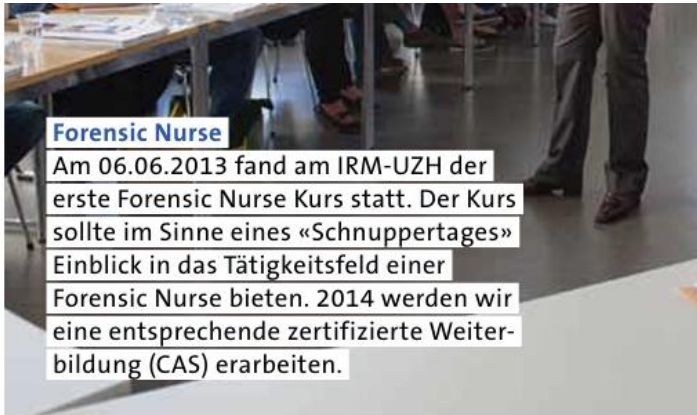 Forensic Nurse
Am 06.06.2013 fand am IRM-UZH der
erste Forensic Nurse Kurs statt. Der Kurs
sollte im Sinne eines «Schnuppertages»
Einblick in das Tätigkeitsfeld einer
Forensic Nurse bieten. 2014 werden wir
eine entsprechende zertifizierte Weiter-
bildung (CAS) erarbeiten.